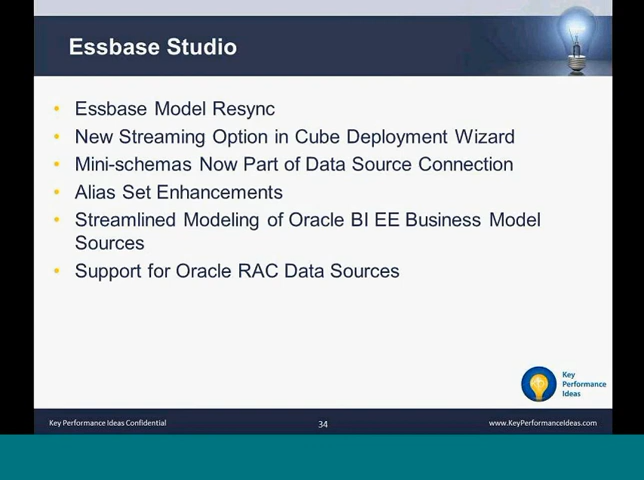 Essbase Studio
• Essbase Model Resync
• New Streaming Option in Cube Deployment Wizard
• Mini-schemas Now Part of Data Source Connection
• Alias Set Enhancements
• Streamlined Modeling of Oracle BI EE Business Model
Sources
• Support for Oracle RAC Data Sources
Key
Performance
Ideas
Key Performance Ideas Confidential
34
www.KeyPerformanceIdeas.com